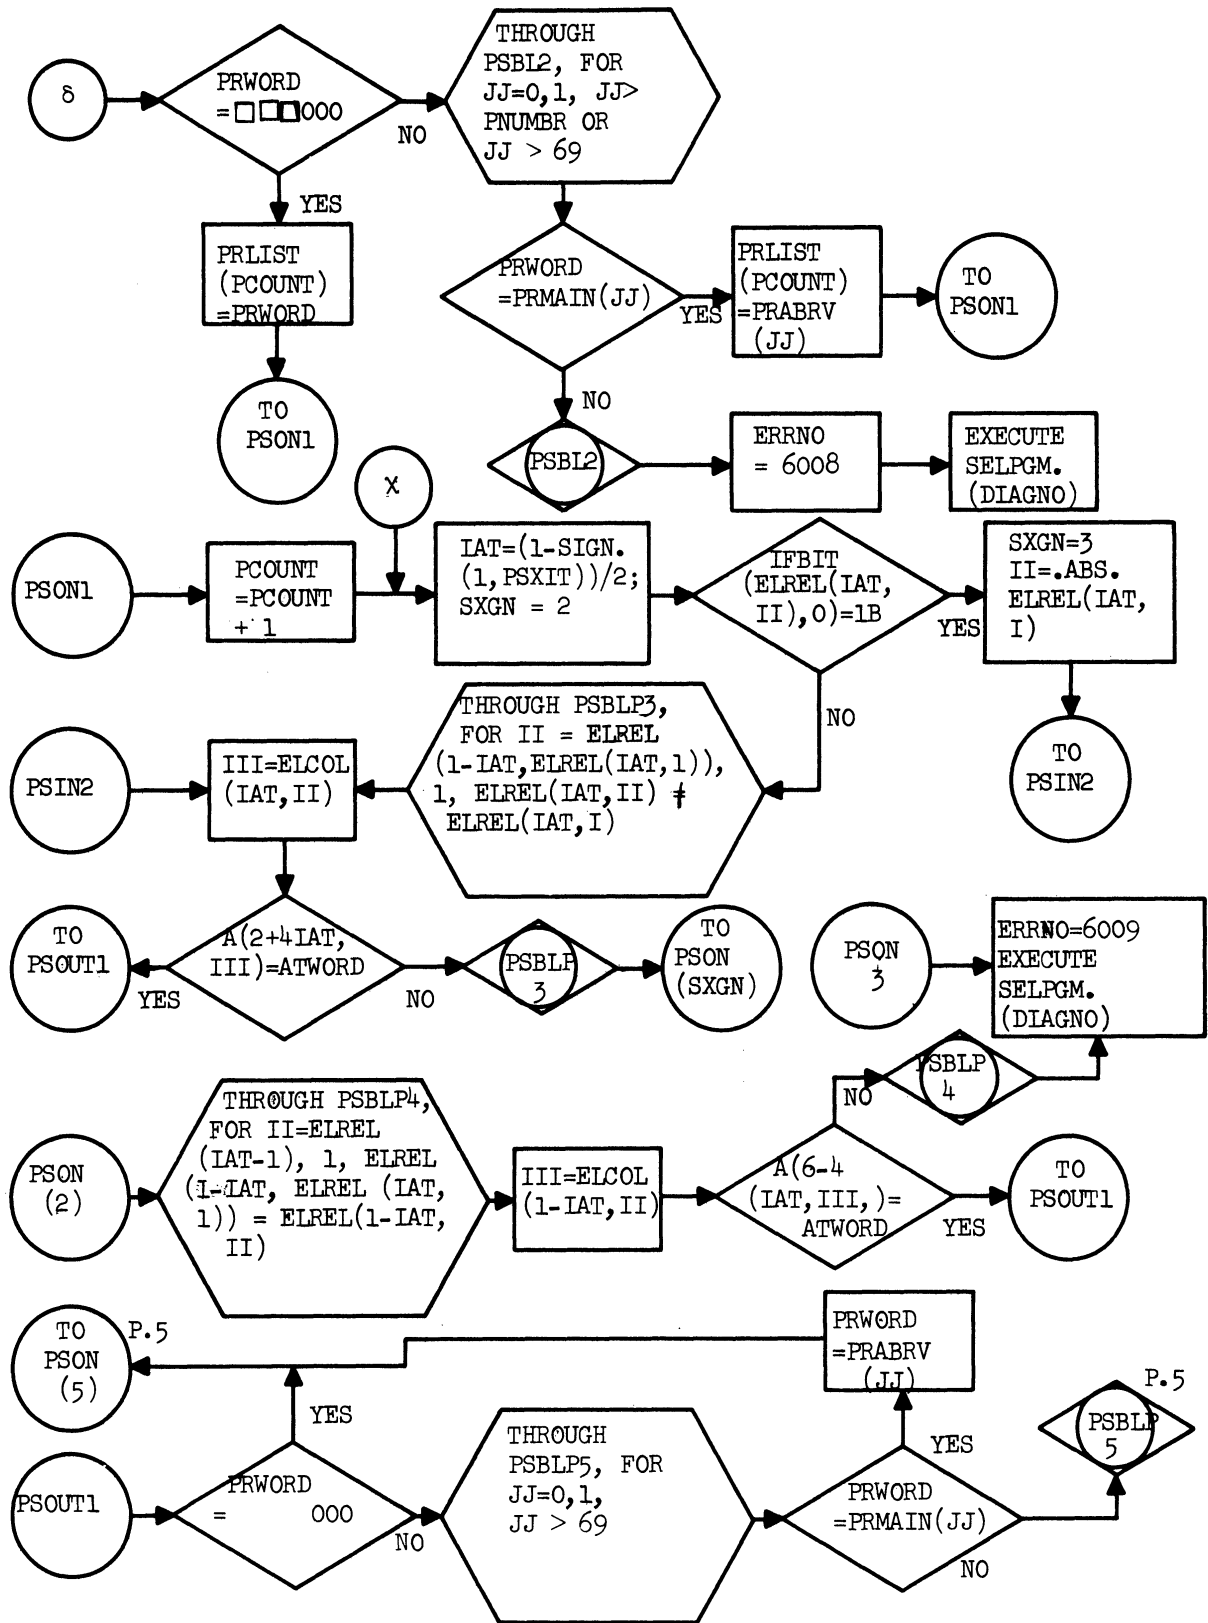 δ
PRWORD
=□□□000
NO
YES
THROUGH
PSBL2, FOR
JJ=0,1, JJ>
PNUMBR OR
JJ > 69
PRLIST
(PCOUNT)
=PRWORD
TO
PSON1
PRWORD
=PRMAIN(JJ)
YES
NO
PRLIST
(PCOUNT)
=PRABRV
(JJ)
TO
PSON1
PSBL2
ERRNO
= 6008
EXECUTE
SELPGM.
(DIAGNO)
χ
PSON1
PCOUNT
=PCOUNT
+ 1
IAT=(1-SIGN.
(1,PSXIT))/2;
SXGN = 2
IFBIT
(ELREL(IAT,
II),0)=1B
YES
NO
SXGN=3
II=.ABS.
ELREL(IAT,
I)
TO
PSIN2
PSIN2
III=ELCOL
(IAT,II)
THROUGH PSBLP3,
FOR II = ELREL
(1-IAT,ELREL(IAT,1)),
1, ELREL(IAT,II) ≠
ELREL(IAT,I)
TO
PSOUT1
YES
A(2+4IAT,
III)=ATWORD
NO
PSBLP
3
TO
PSON
(SXGN)
PSON
3
ERRNO=6009
EXECUTE
SELPGM.
(DIAGNO)
PSON
(2)
THROUGH PSBLP4,
FOR II=ELREL
(IAT-1), 1, ELREL
(1-IAT, ELREL (IAT,
1)) = ELREL(1-IAT,
II)
III=ELCOL
(1-IAT,II)
A(6-4
(IAT,III,)=
ATWORD
NO
YES
PSBLP
4
TO
PSOUT1
TO
PSON
(5)
P.5
PRWORD
=PRABRV
(JJ)
PSOUT1
PRWORD
= 000
YES
NO
THROUGH
PSBLP5, FOR
JJ=0,1,
JJ > 69
PRWORD
=PRMAIN(JJ)
YES
NO
PSBLP
5
P.5